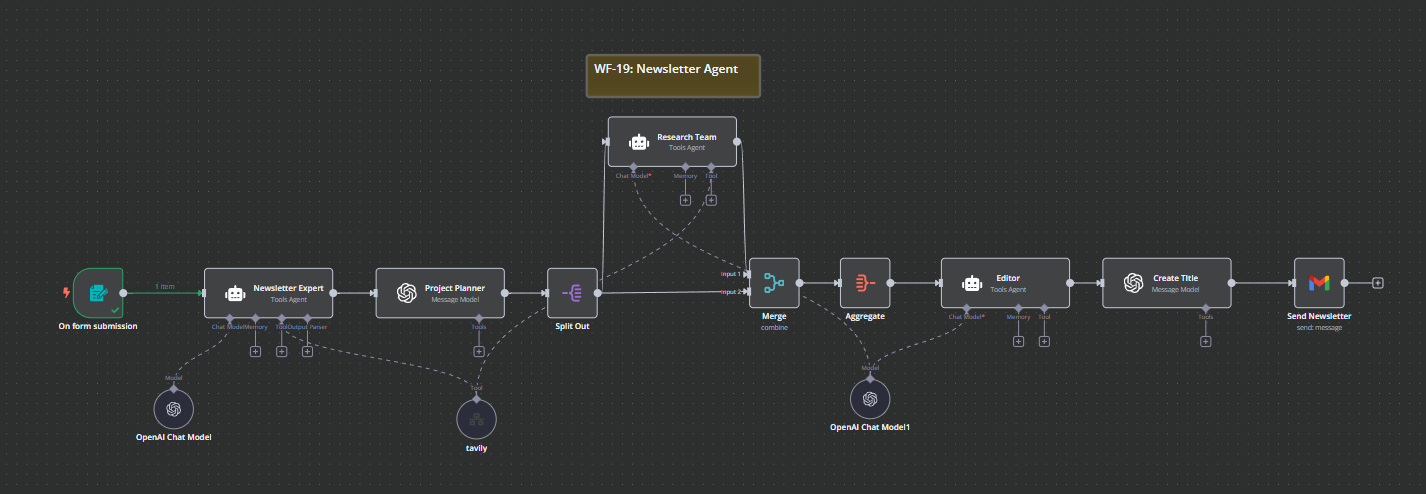 WF-19: Newsletter Agent
Research Team
Tools Agent
Chat Model*
Memory
Tool
1 item
On form submission
Newsletter Expert
Tools Agent
Chat Model
Memory
Tool
Output Parser
Project Planner
Message Model
Tools
Split Out
Input 1
Input 2
Merge
combine
Aggregate
Editor
Tools Agent
Chat Model*
Memory
Tool
Create Title
Message Model
Tools
Send Newsletter
send: message
Model
OpenAI Chat Model
Tool
tavily
Model
OpenAI Chat Model1